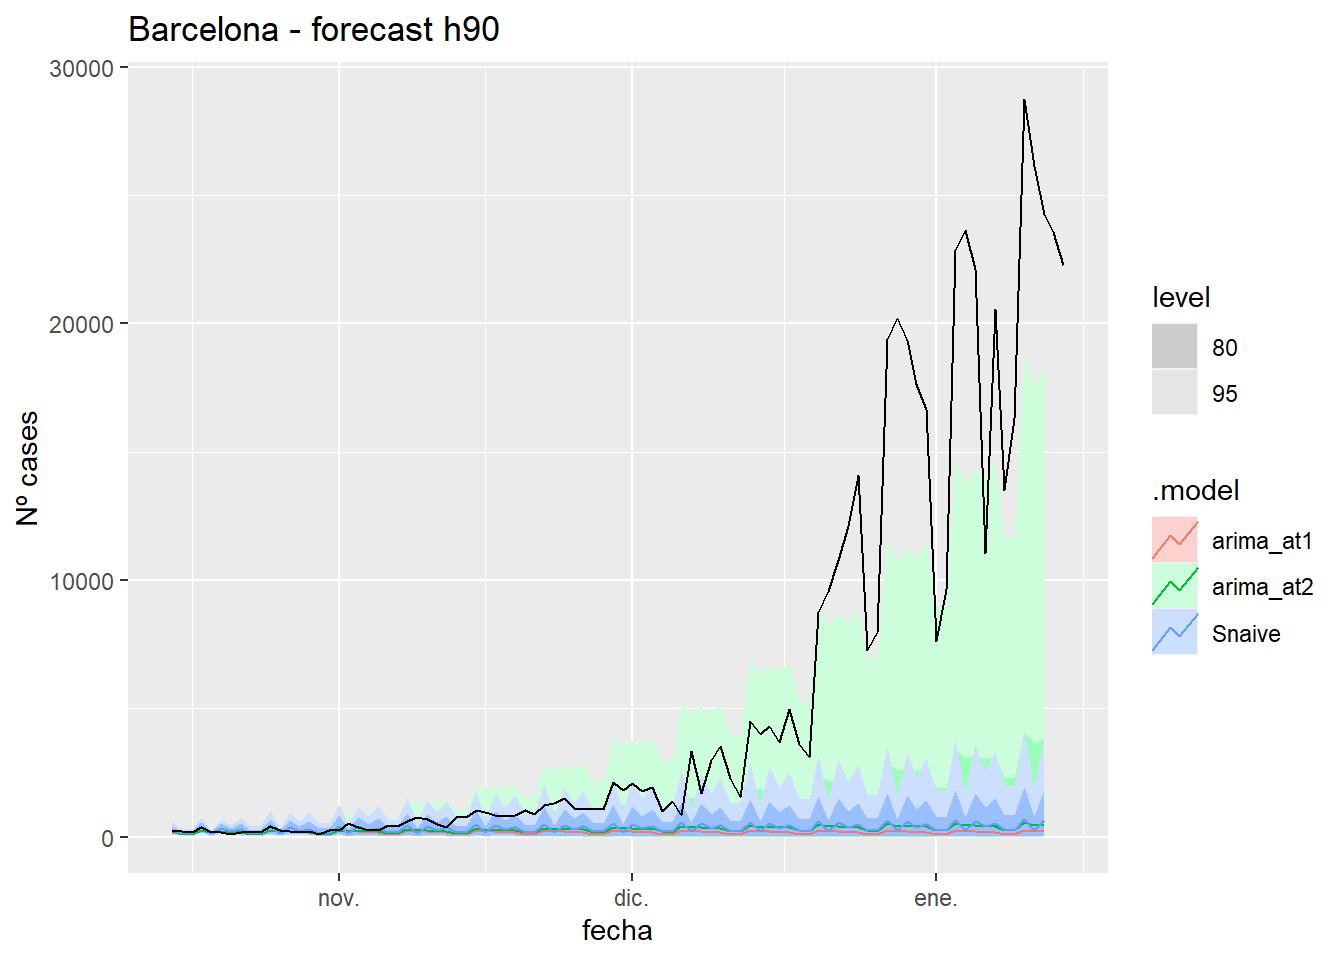 Barcelona - forecast h90
30000
20000
10000
0
Nº cases
nov.
dic.
ene.
fecha
level
80
95
.model
arima_at1
arima_at2
Snaive